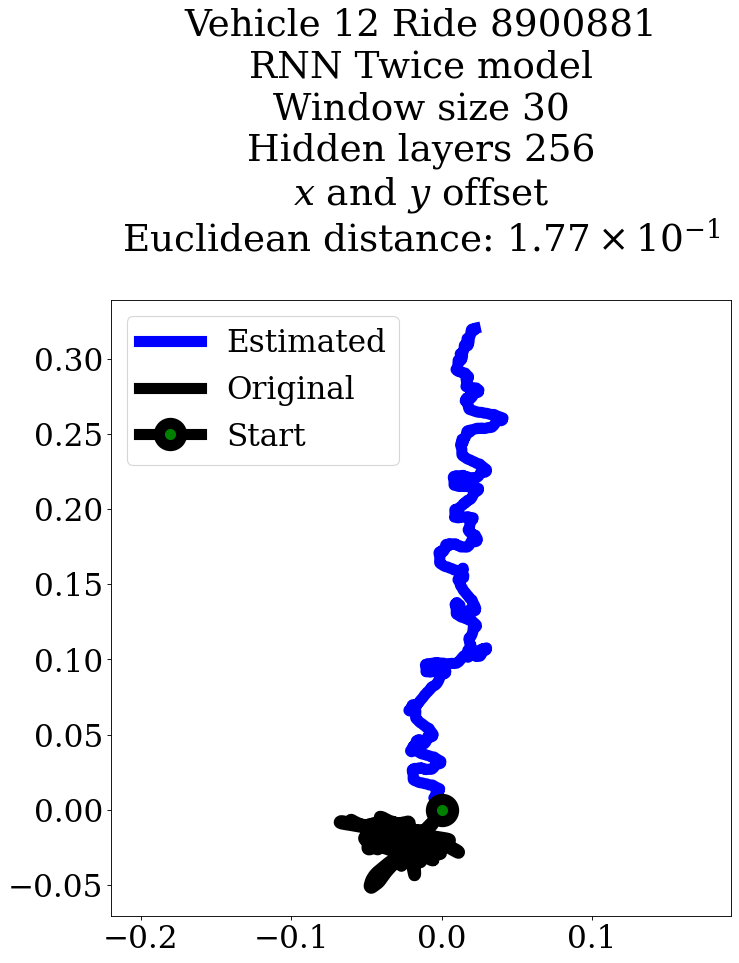 Vehicle 12 Ride 8900881
RNN Twice model
Window size 30
Hidden layers 256
x and y offset
Euclidean distance: 1.77 × 10⁻¹
Estimated
Original
Start
0.30
0.25
0.20
0.15
0.10
0.05
0.00
−0.05
−0.2 −0.1 0.0 0.1